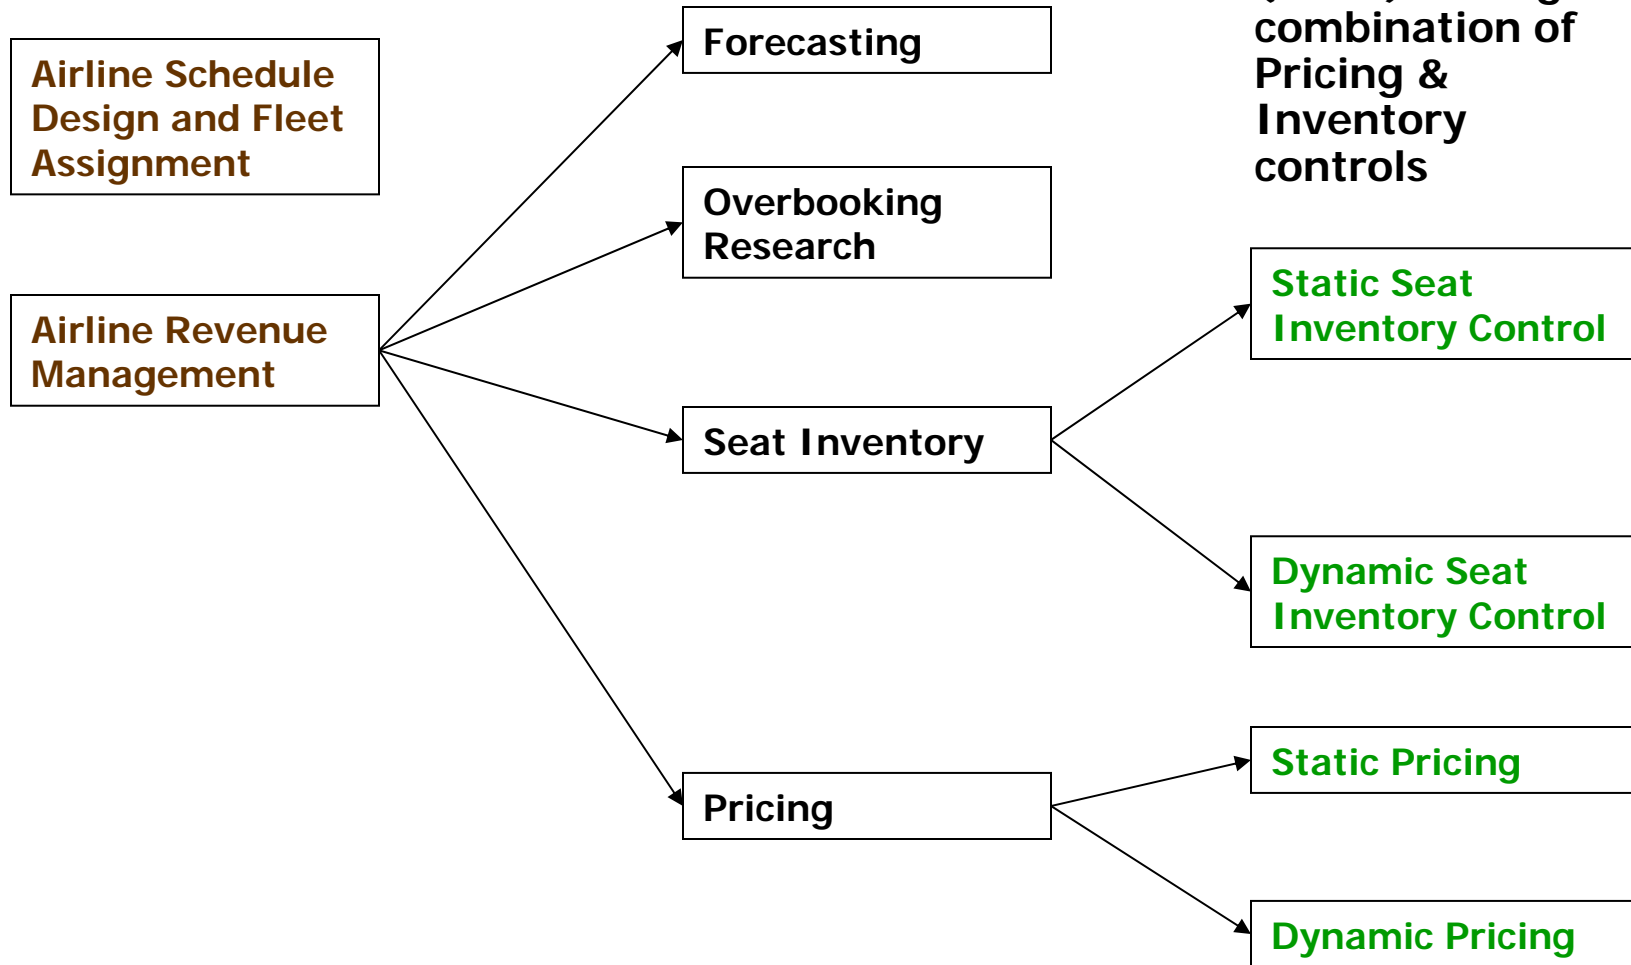 Airline Schedule
Design and Fleet
Assignment
Airline Revenue
Management
Forecasting
Overbooking
Research
Seat Inventory
Pricing
combination of
Pricing &
Inventory
controls
Static Seat
Inventory Control
Dynamic Seat
Inventory Control
Static Pricing
Dynamic Pricing